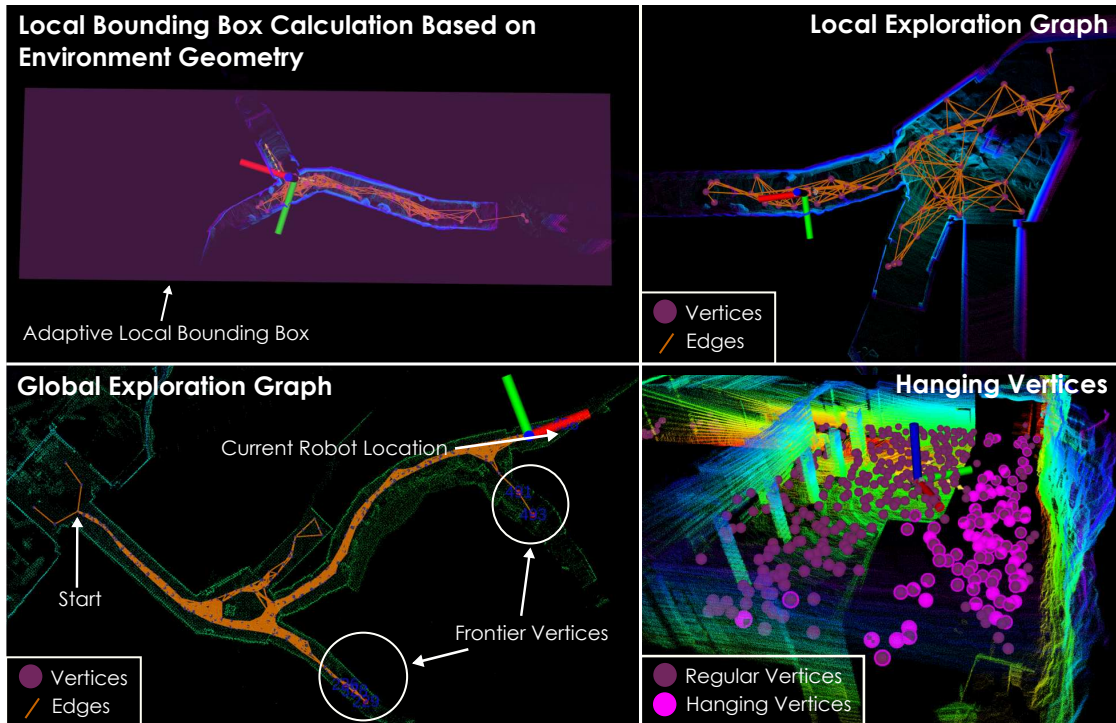 Local Bounding Box Calculation Based on
Environment Geometry
Adaptive Local Bounding Box
Local Exploration Graph
Vertices
Edges
Global Exploration Graph
Current Robot Location
Start
Frontier Vertices
Vertices
Edges
Hanging Vertices
Regular Vertices
Hanging Vertices